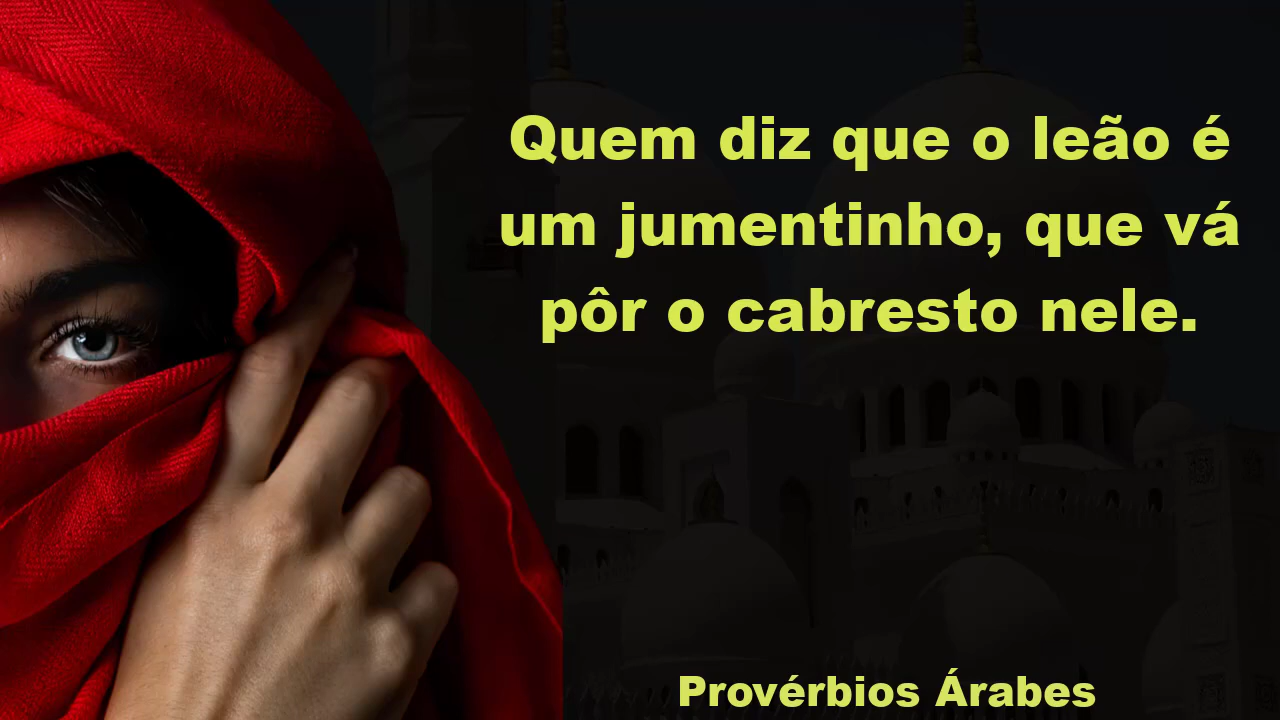 Quem diz que o leão é
um jumentinho, que vá
pôr o cabresto nele.
Provérbios Árabes